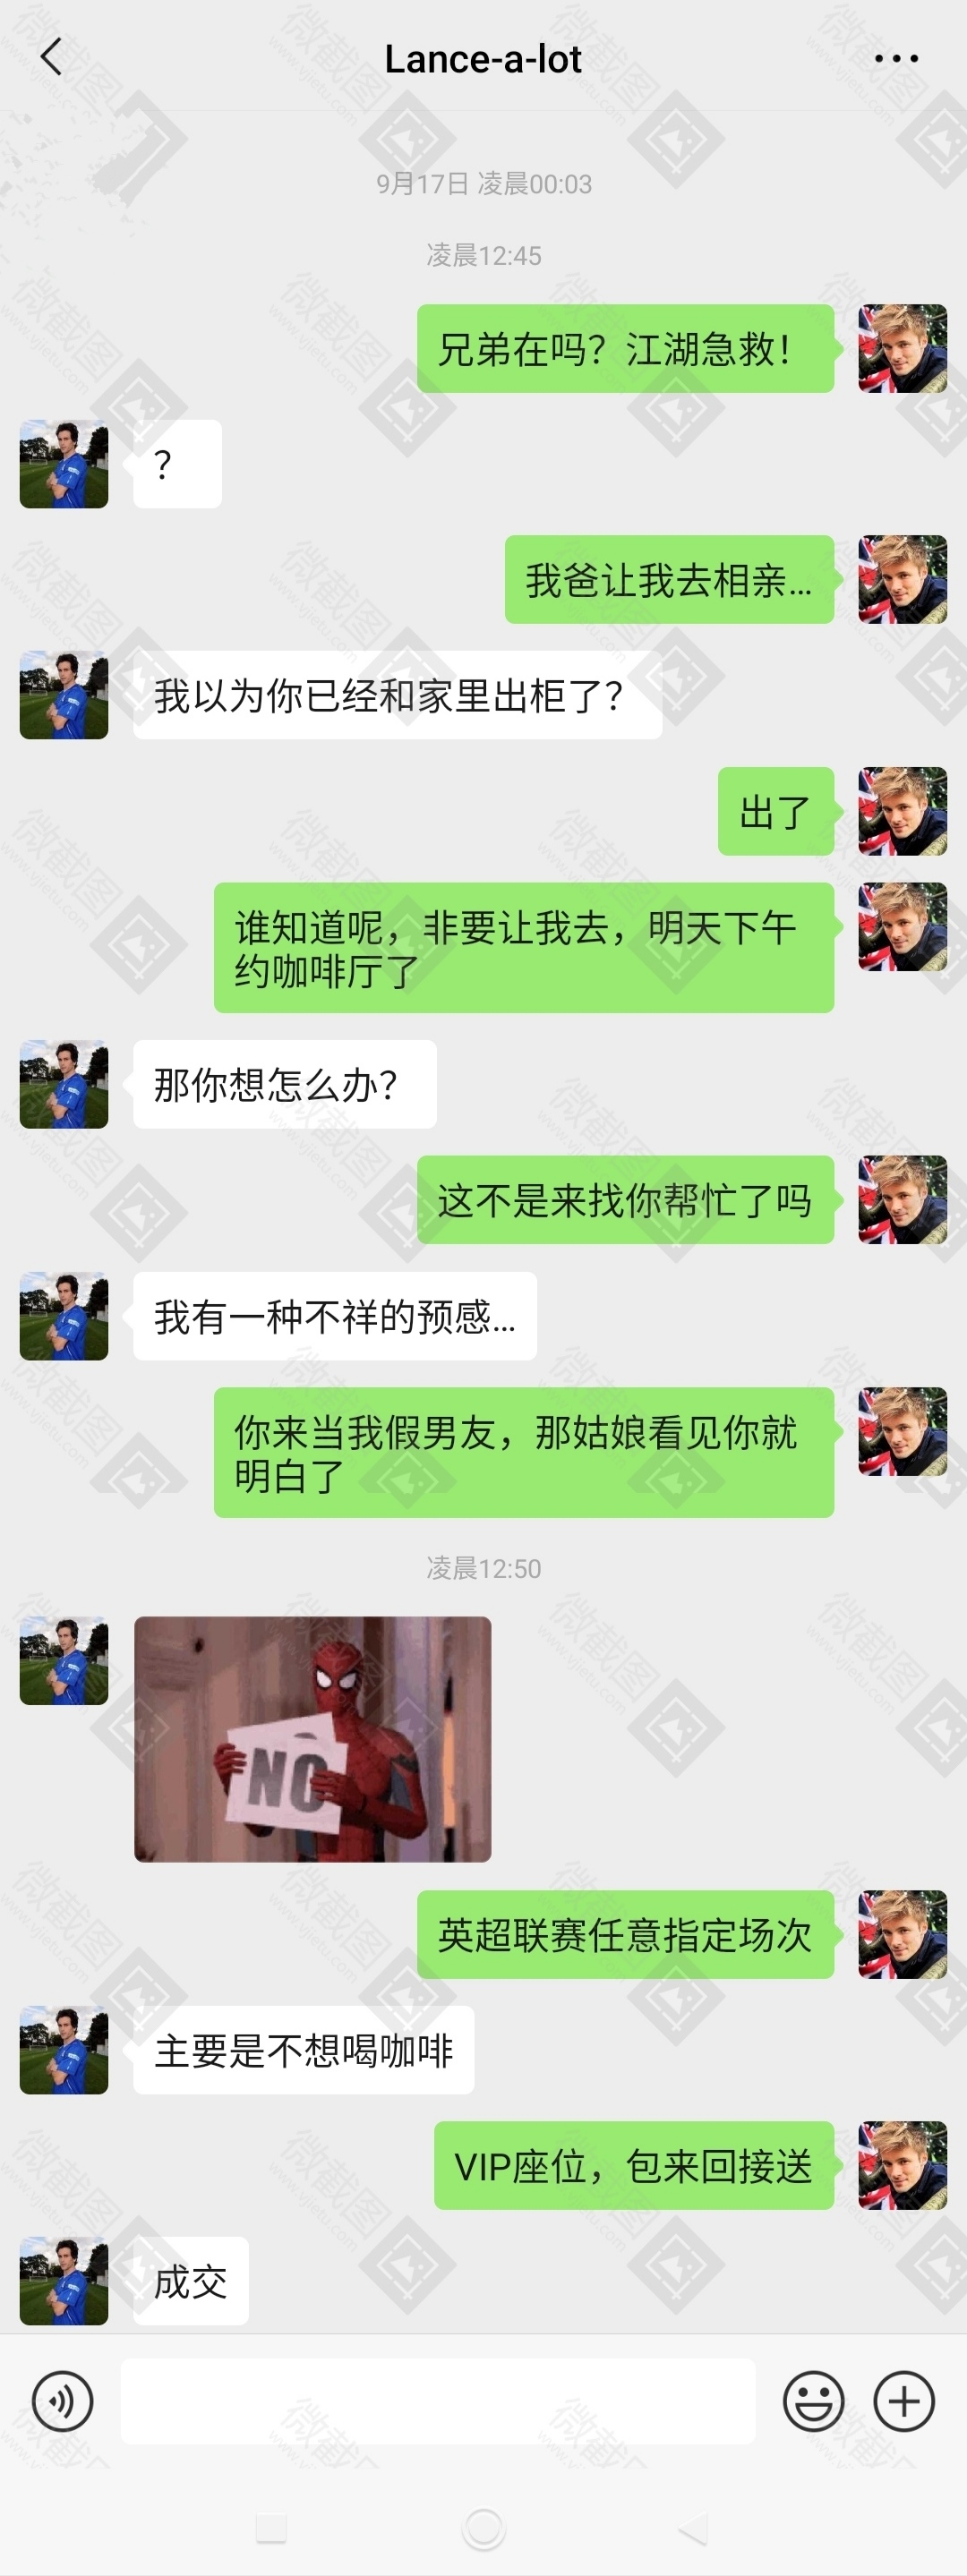 Lance-a-lot
9月17日 凌晨00:03
凌晨12:45
兄弟在吗？江湖急救！
？
我爸让我去相亲...
我以为你已经和家里出柜了？
出了
谁知道呢，非要让我去，明天下午
约咖啡厅了
那你想怎么办？
这不是来找你帮忙了吗
我有一种不祥的预感...
你来当我假男友，那姑娘看见你就
明白了
凌晨12:50
NO
英超联赛任意指定场次
主要是不想喝咖啡
VIP座位，包来回接送
成交
微截图
www.vjietu.com